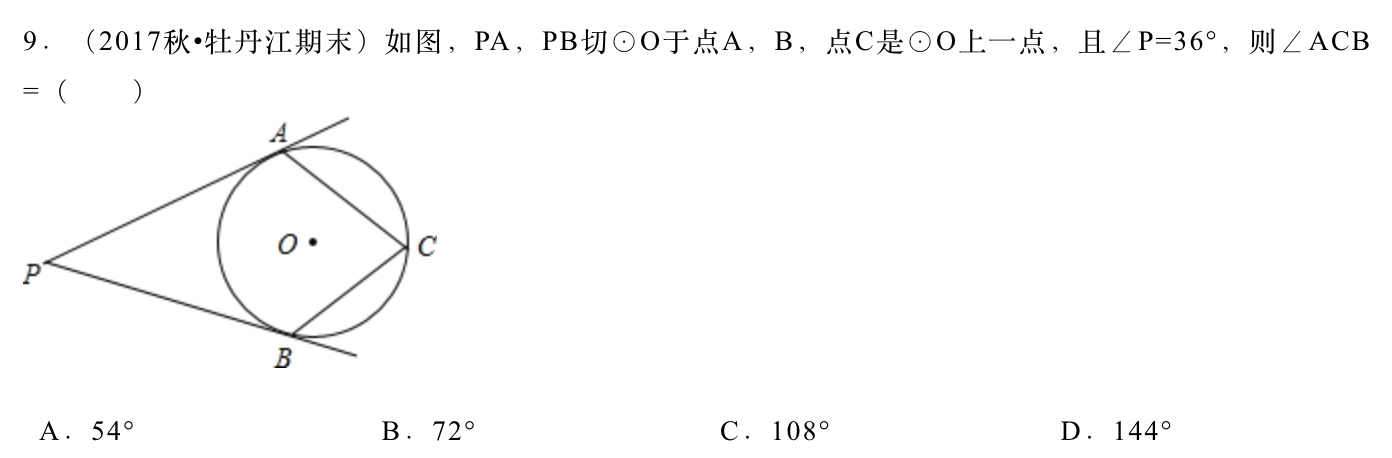 9．（2017秋•牡丹江期末）如图，PA，PB切⊙O于点A，B，点C是⊙O上一点，且∠P=36°，则∠ACB
=（　　）
A
O
C
P
B
A．54°　B．72°　C．108°　D．144°